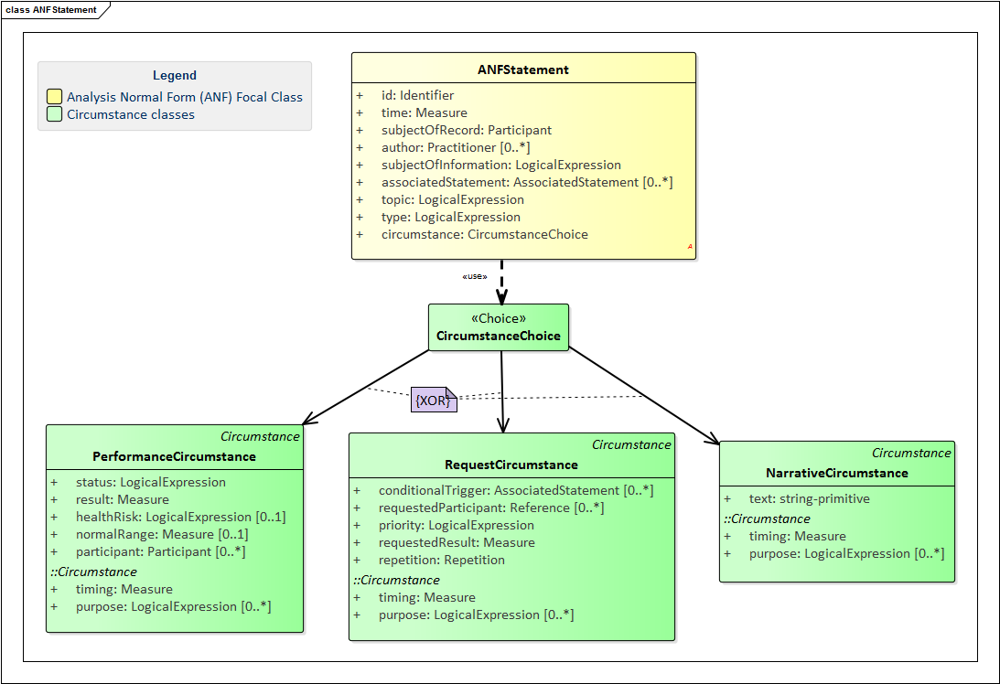 class ANFStatement
Legend
Analysis Normal Form (ANF) Focal Class
Circumstance classes
ANFStatement
+ id: Identifier
+ time: Measure
+ subjectOfRecord: Participant
+ author: Practitioner [0..*]
+ subjectOfInformation: LogicalExpression
+ associatedStatement: AssociatedStatement [0..*]
+ topic: LogicalExpression
+ type: LogicalExpression
+ circumstance: CircumstanceChoice
A
«use»
«Choice»
CircumstanceChoice
{XOR}
Circumstance
PerformanceCircumstance
+ status: LogicalExpression
+ result: Measure
+ healthRisk: LogicalExpression [0..1]
+ normalRange: Measure [0..1]
+ participant: Participant [0..*]
::Circumstance
+ timing: Measure
+ purpose: LogicalExpression [0..*]
Circumstance
RequestCircumstance
+ conditionalTrigger: AssociatedStatement [0..*]
+ requestedParticipant: Reference [0..*]
+ priority: LogicalExpression
+ requestedResult: Measure
+ repetition: Repetition
::Circumstance
+ timing: Measure
+ purpose: LogicalExpression [0..*]
Circumstance
NarrativeCircumstance
+ text: string-primitive
::Circumstance
+ timing: Measure
+ purpose: LogicalExpression [0..*]